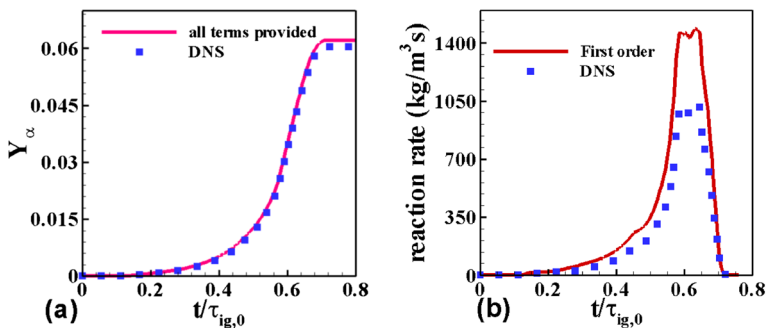 all terms provided
DNS
Yα
0.06
0.045
0.03
0.015
0
0 0.2 0.4 0.6 0.8
t/τig,0
(a)
First order
DNS
reaction rate (kg/m³s)
1400
1050
700
350
0
0 0.2 0.4 0.6 0.8
t/τig,0
(b)